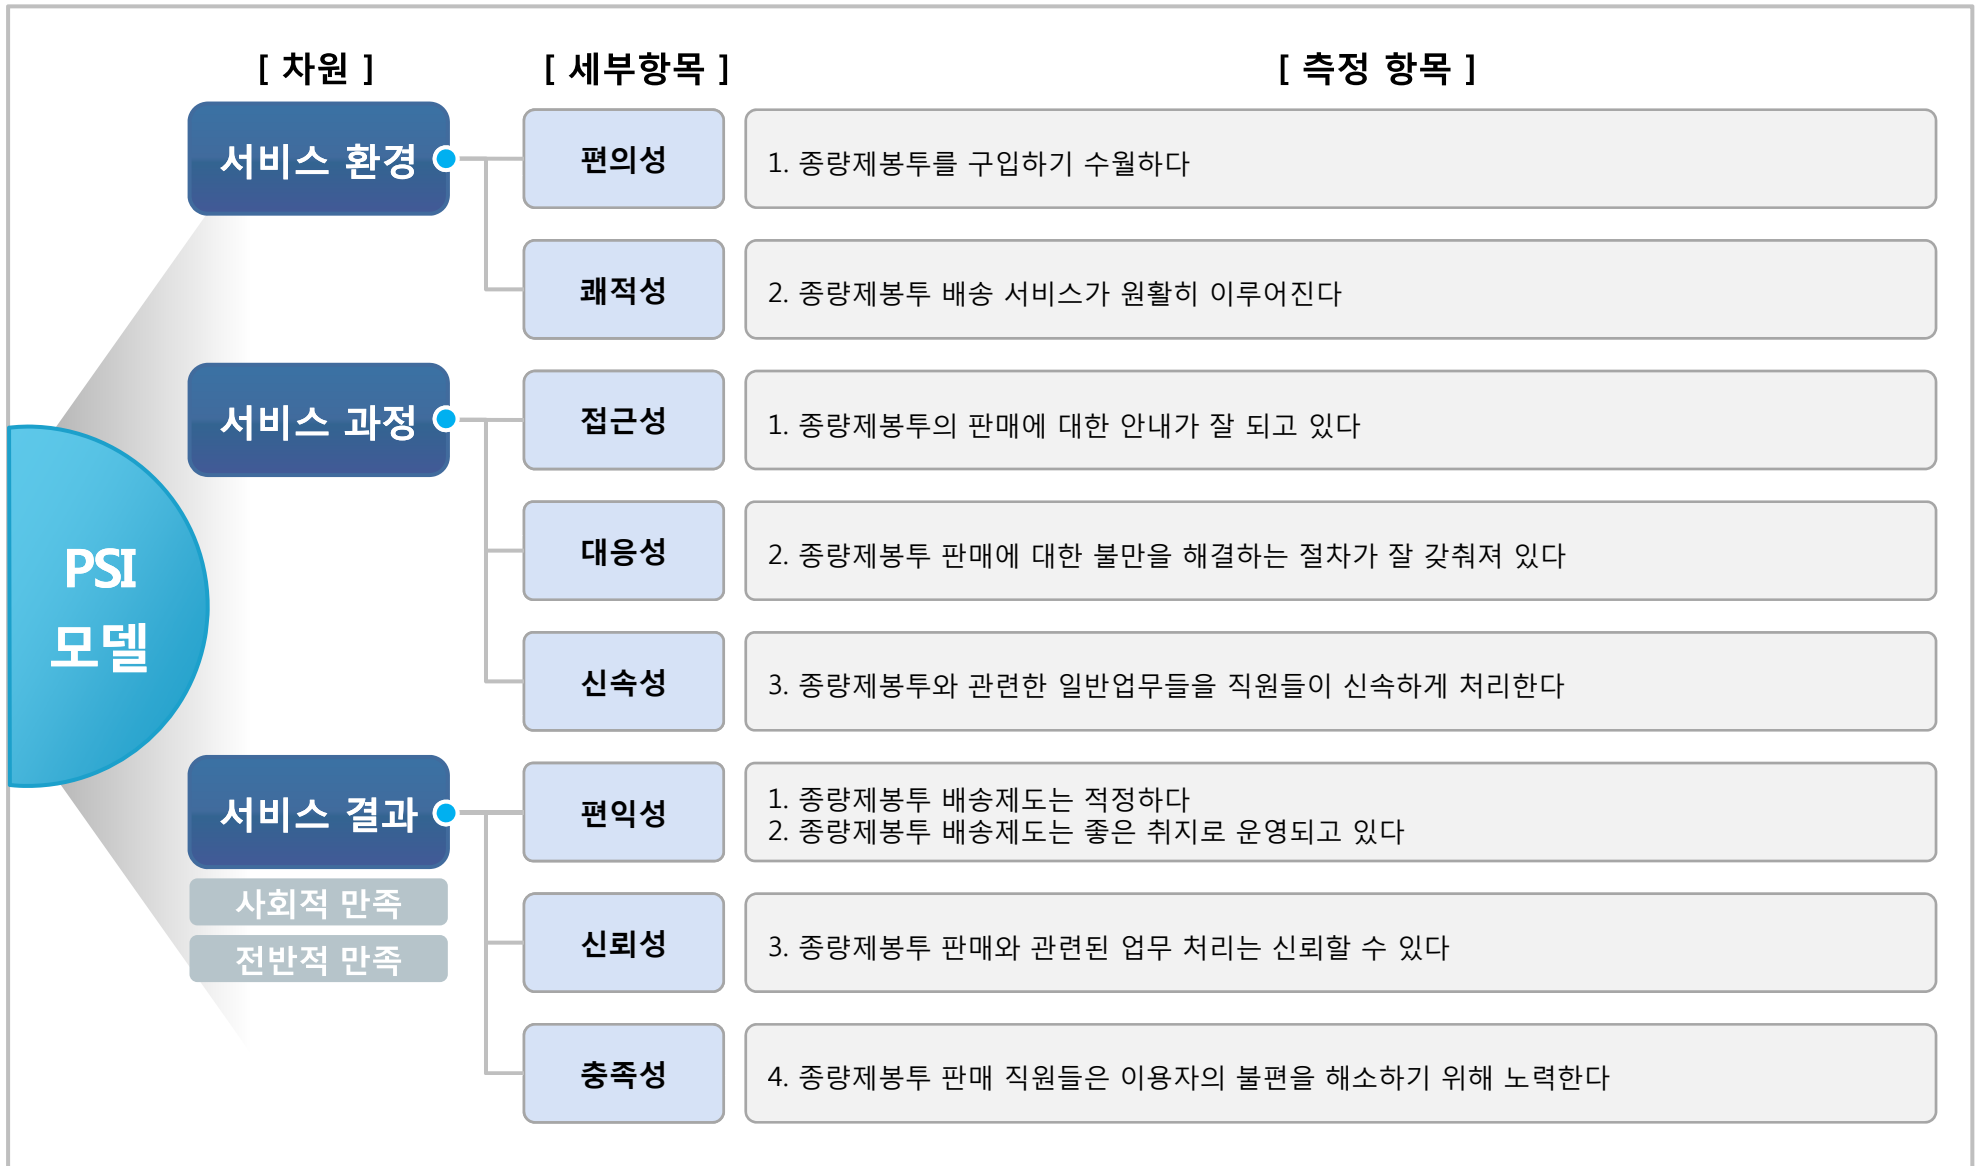 [ 차원 ]
[ 세부항목 ]
[ 측정 항목 ]
PSI
모델
서비스 환경
편의성
1. 종량제봉투를 구입하기 수월하다
쾌적성
2. 종량제봉투 배송 서비스가 원활히 이루어진다
서비스 과정
접근성
1. 종량제봉투의 판매에 대한 안내가 잘 되고 있다
대응성
2. 종량제봉투 판매에 대한 불만을 해결하는 절차가 잘 갖춰져 있다
신속성
3. 종량제봉투와 관련한 일반업무들을 직원들이 신속하게 처리한다
서비스 결과
사회적 만족
전반적 만족
편익성
1. 종량제봉투 배송제도는 적정하다
2. 종량제봉투 배송제도는 좋은 취지로 운영되고 있다
신뢰성
3. 종량제봉투 판매와 관련된 업무 처리는 신뢰할 수 있다
충족성
4. 종량제봉투 판매 직원들은 이용자의 불편을 해소하기 위해 노력한다